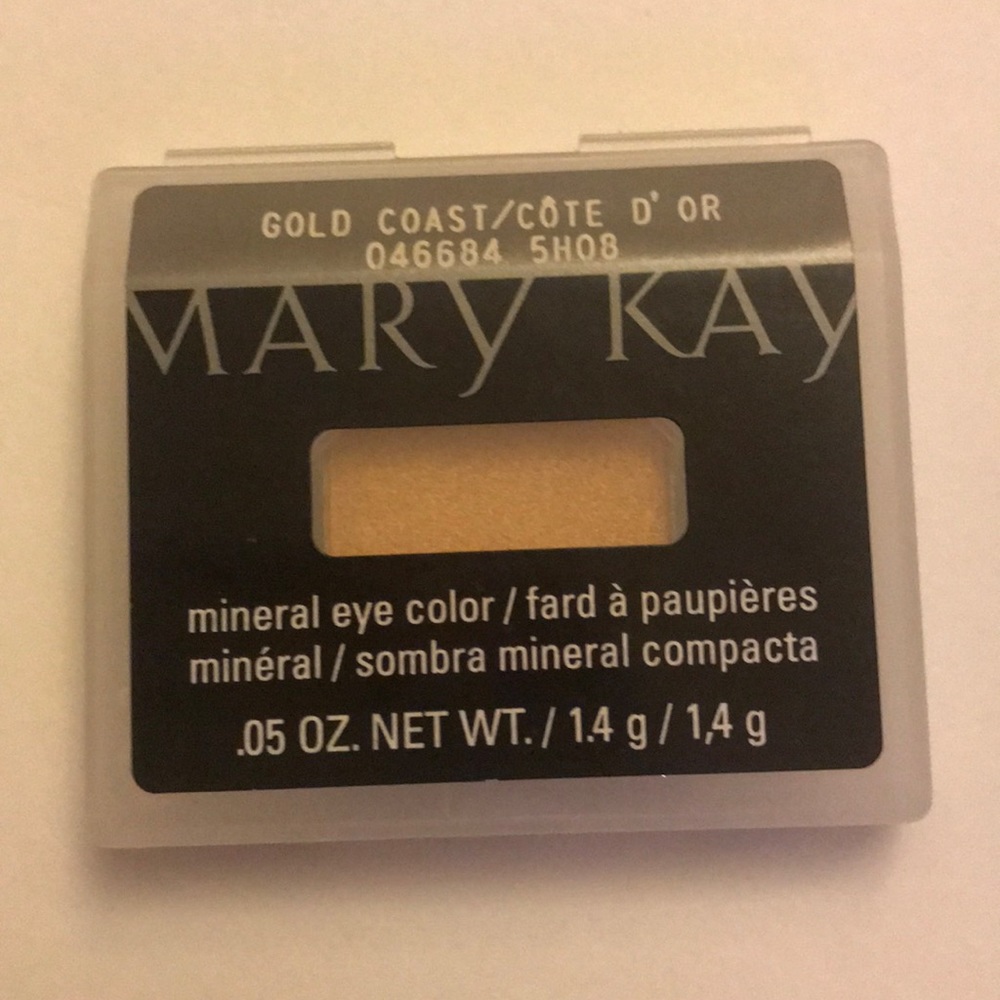 GOLD COAST/CÔTE D'OR
046684 5H08
MARY KAY
mineral eye color / fard à paupières
minéral / sombra mineral compacta
.05 OZ. NET WT. / 1.4 g / 1,4 g